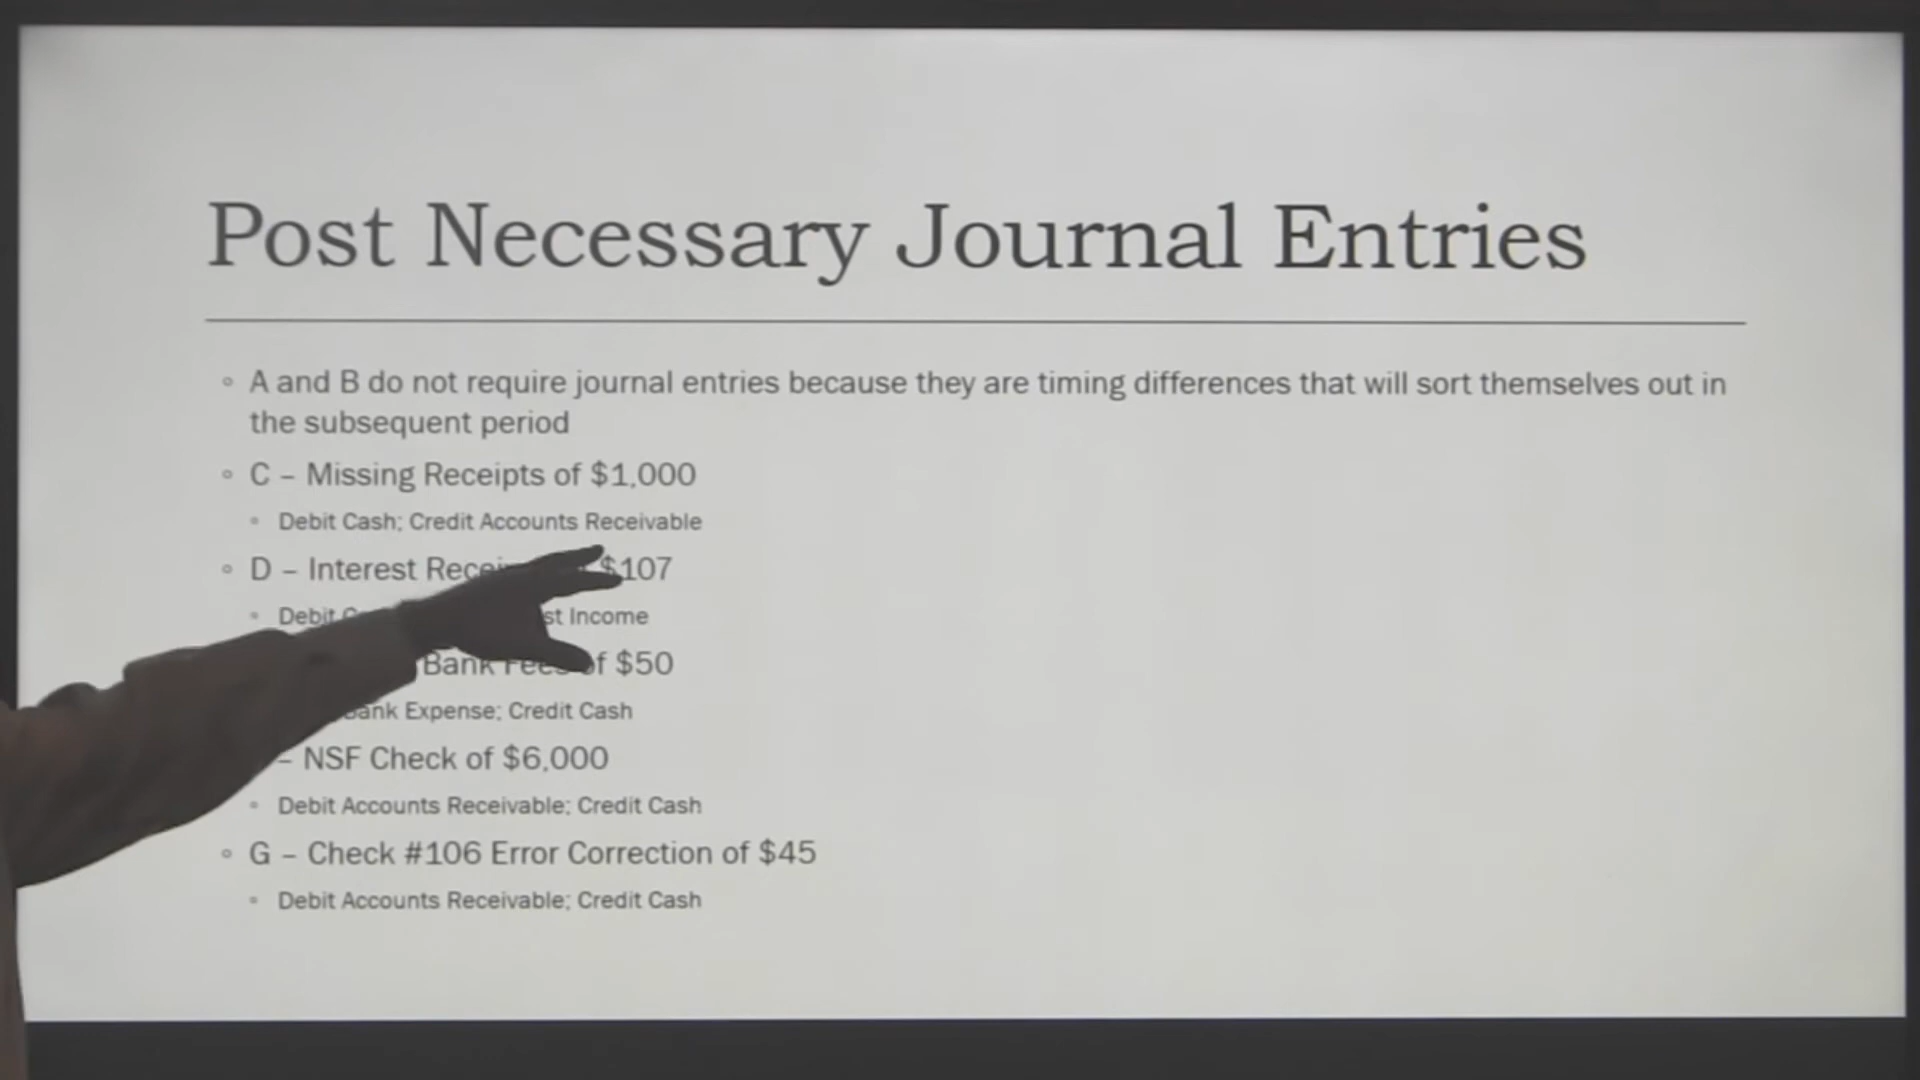 Post Necessary Journal Entries
◦ A and B do not require journal entries because they are timing differences that will sort themselves out in
the subsequent period
◦ C – Missing Receipts of $1,000
◦ Debit Cash; Credit Accounts Receivable
◦ D – Interest $107
◦ Debit Income
Bank Fees of $50
Bank Expense; Credit Cash
– NSF Check of $6,000
◦ Debit Accounts Receivable; Credit Cash
◦ G – Check #106 Error Correction of $45
◦ Debit Accounts Receivable; Credit Cash